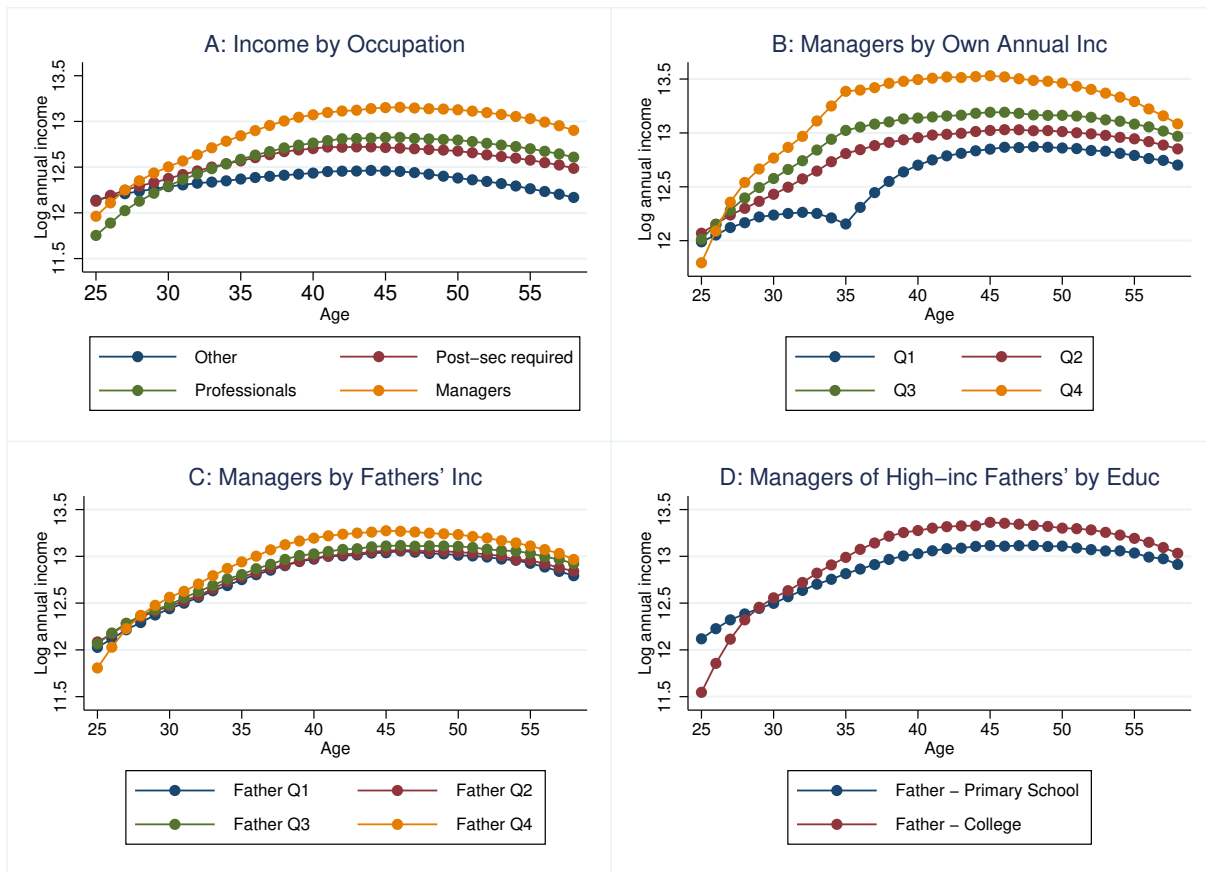 A: Income by Occupation
Log annual income
13.5
13
12.5
12
11.5
25 30 35 40 45 50 55
Age
Other Post−sec required
Professionals Managers
B: Managers by Own Annual Inc
Log annual income
13.5
13
12.5
12
25 30 35 40 45 50 55
Age
Q1 Q2
Q3 Q4
C: Managers by Fathers' Inc
Log annual income
13.5
13
12.5
12
11.5
25 30 35 40 45 50 55
Age
Father Q1 Father Q2
Father Q3 Father Q4
D: Managers of High−inc Fathers' by Educ
Log annual income
13.5
13
12.5
12
11.5
25 30 35 40 45 50 55
Age
Father − Primary School
Father − College